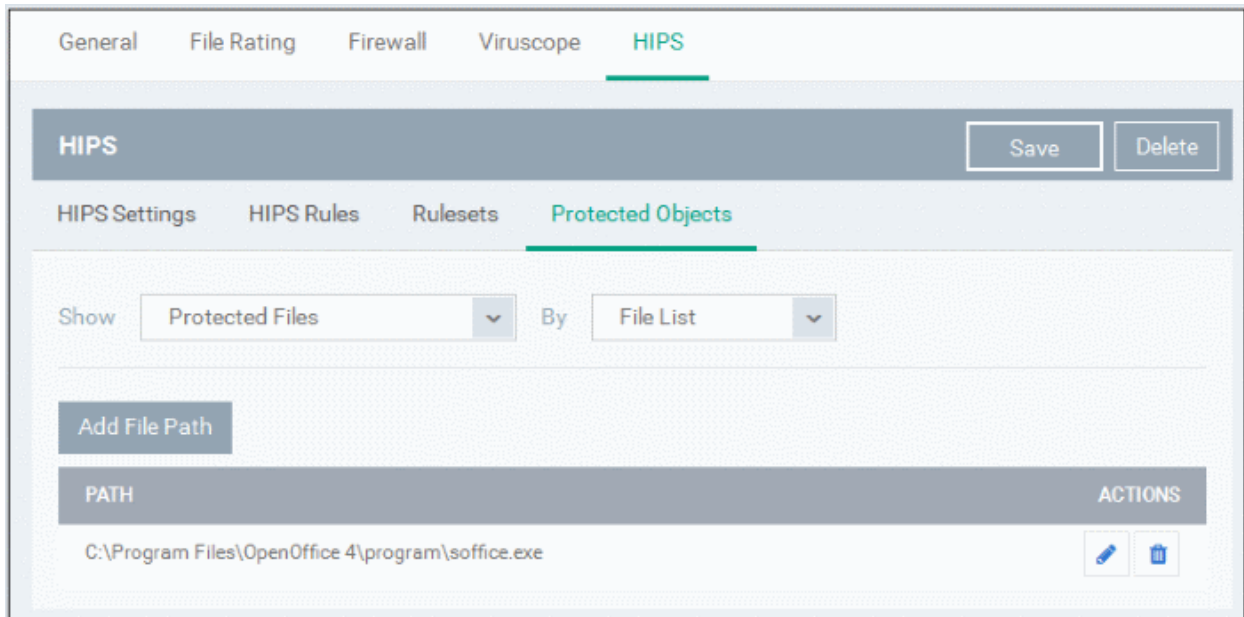 General File Rating Firewall Viruscope HIPS
HIPS Save Delete
HIPS Settings HIPS Rules Rulesets Protected Objects
Show Protected Files By File List
Add File Path
PATH ACTIONS
C:\Program Files\OpenOffice 4\program\soffice.exe